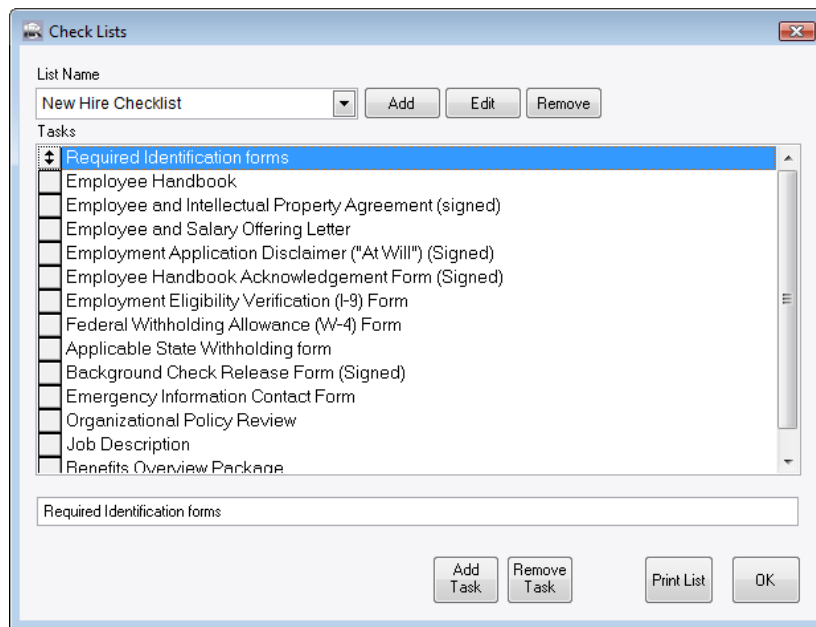 Check Lists
List Name
New Hire Checklist
Add
Edit
Remove
Tasks
Required Identification forms
Employee Handbook
Employee and Intellectual Property Agreement (signed)
Employee and Salary Offering Letter
Employment Application Disclaimer ("At Will") (Signed)
Employee Handbook Acknowledgement Form (Signed)
Employment Eligibility Verification (I-9) Form
Federal Withholding Allowance (W-4) Form
Applicable State Withholding form
Background Check Release Form (Signed)
Emergency Information Contact Form
Organizational Policy Review
Job Description
Benefits Overview Package
Required Identification forms
Add
Task
Remove
Task
Print List
OK